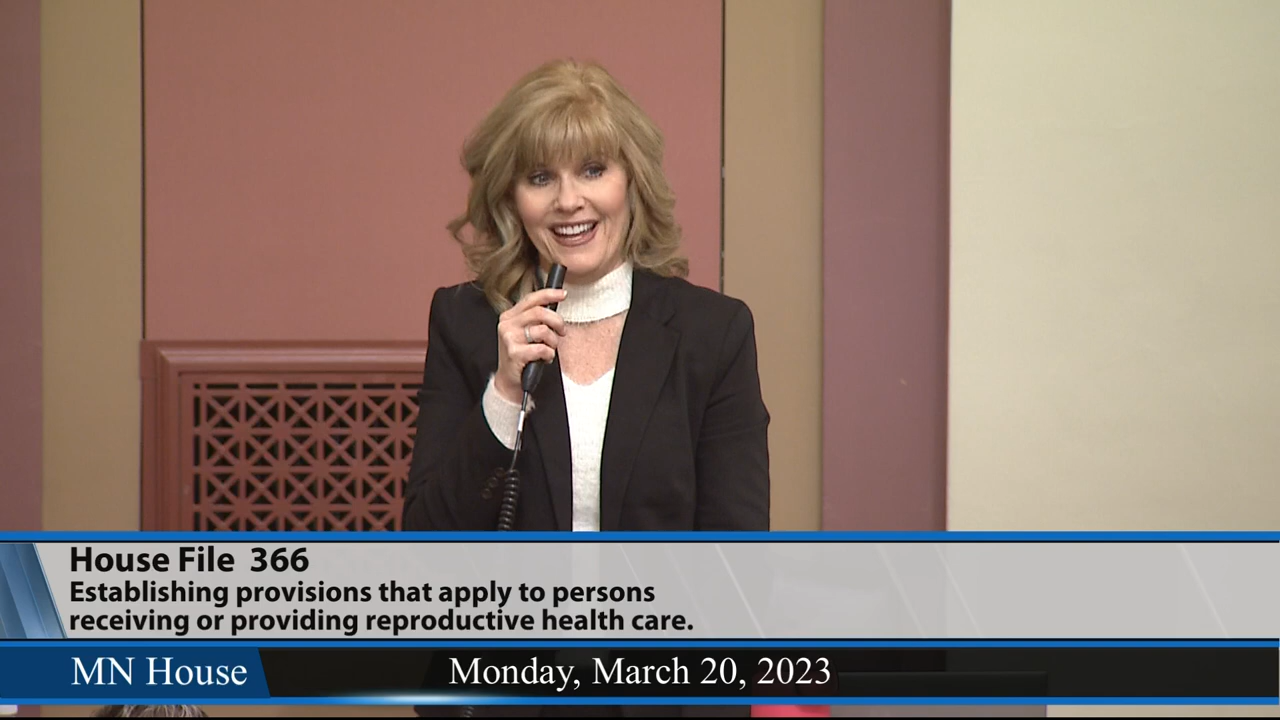 House File 366
Establishing provisions that apply to persons
receiving or providing reproductive health care.
MN House
Monday, March 20, 2023